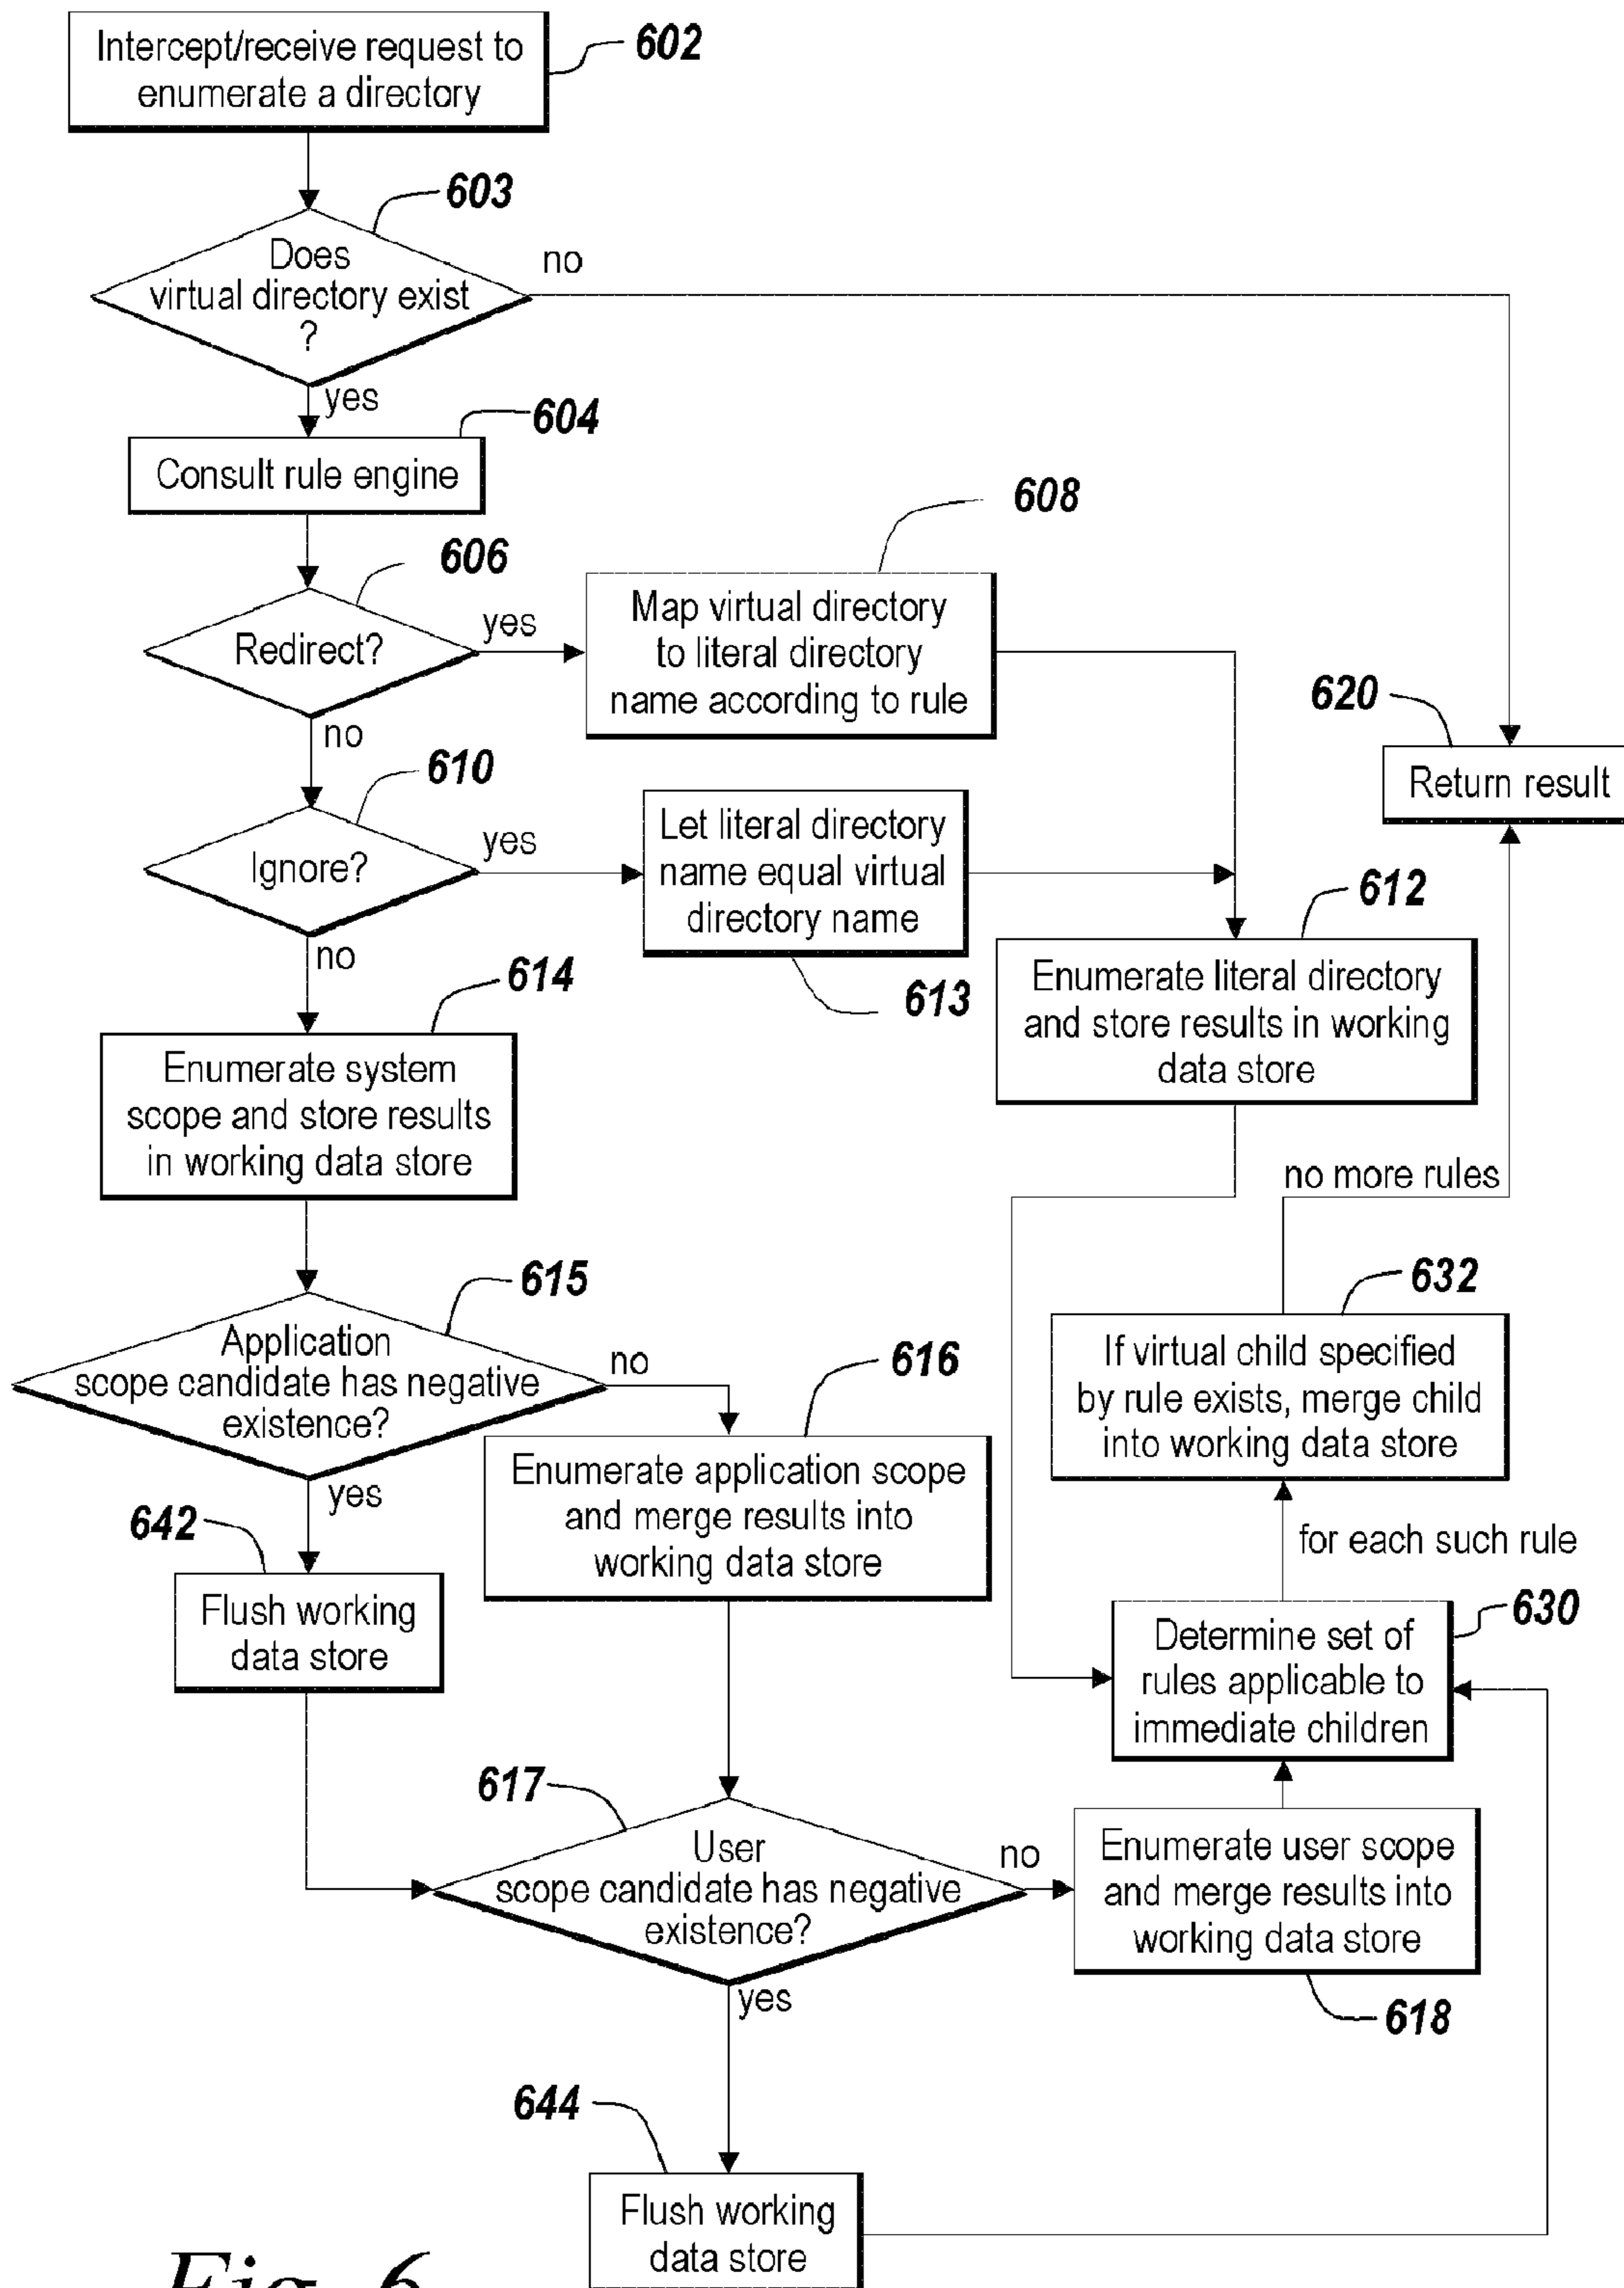 Intercept/receive request to
enumerate a directory
602
603
Does
virtual directory exist
?
no
yes
604
Consult rule engine
606
Redirect?
yes
no
608
Map virtual directory
to literal directory
name according to rule
620
Return result
610
Ignore?
yes
no
Let literal directory
name equal virtual
directory name
613
612
Enumerate literal directory
and store results in working
data store
614
Enumerate system
scope and store results
in working data store
no more rules
615
Application
scope candidate has negative
existence?
no
yes
616
Enumerate application scope
and merge results into
working data store
632
If virtual child specified
by rule exists, merge child
into working data store
for each such rule
642
Flush working
data store
630
Determine set of
rules applicable to
immediate children
617
User
scope candidate has negative
existence?
no
yes
Enumerate user scope
and merge results into
working data store
618
644
Flush working
data store
Fig. 6